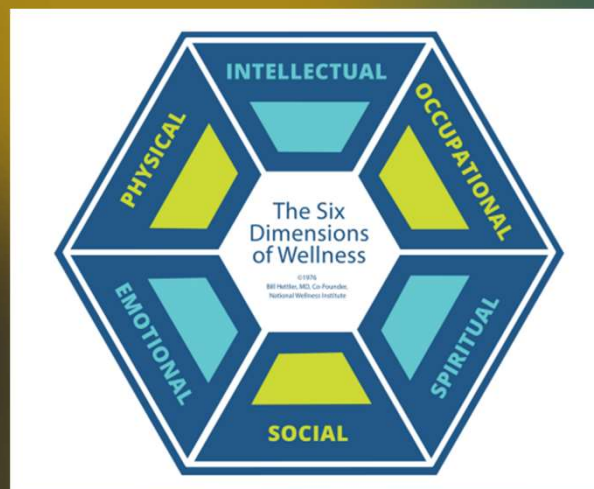 INTELLECTUAL
OCCUPATIONAL
PHYSICAL
The Six
Dimensions
of Wellness
©1976
Bill Hettler, MD, Co-Founder,
National Wellness Institute
EMOTIONAL
SPIRITUAL
SOCIAL